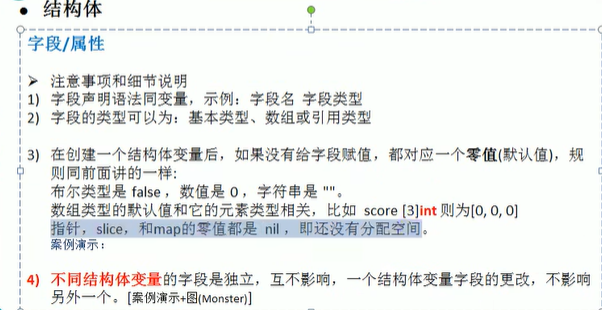 • 结构体
字段/属性
➢ 注意事项和细节说明
1) 字段声明语法同变量，示例：字段名 字段类型
2) 字段的类型可以为：基本类型、数组或引用类型
3) 在创建一个结构体变量后，如果没有给字段赋值，都对应一个零值(默认值)，规
则同前面讲的一样:
布尔类型是 false ，数值是 0 ，字符串是 ""。
数组类型的默认值和它的元素类型相关，比如 score [3]int 则为[0, 0, 0]
指针，slice，和map的零值都是 nil ，即还没有分配空间。
案例演示：
4) 不同结构体变量的字段是独立，互不影响，一个结构体变量字段的更改，不影响
另外一个。[案例演示+图(Monster)]